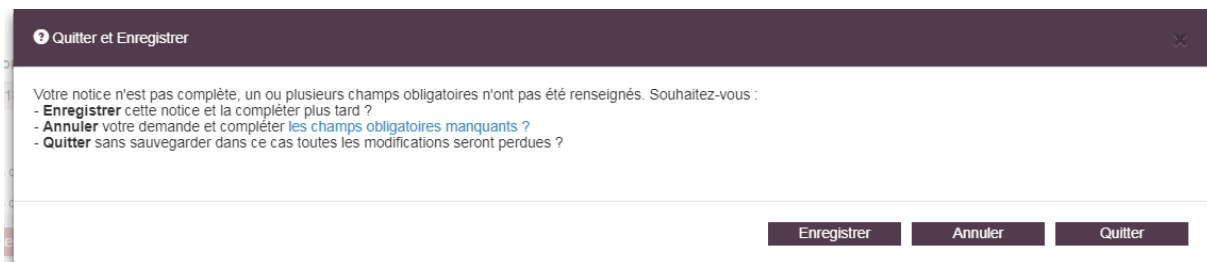 Quitter et Enregistrer
Votre notice n'est pas complète, un ou plusieurs champs obligatoires n'ont pas été renseignés. Souhaitez-vous :
- Enregistrer cette notice et la compléter plus tard ?
- Annuler votre demande et compléter les champs obligatoires manquants ?
- Quitter sans sauvegarder dans ce cas toutes les modifications seront perdues ?
Enregistrer Annuler Quitter